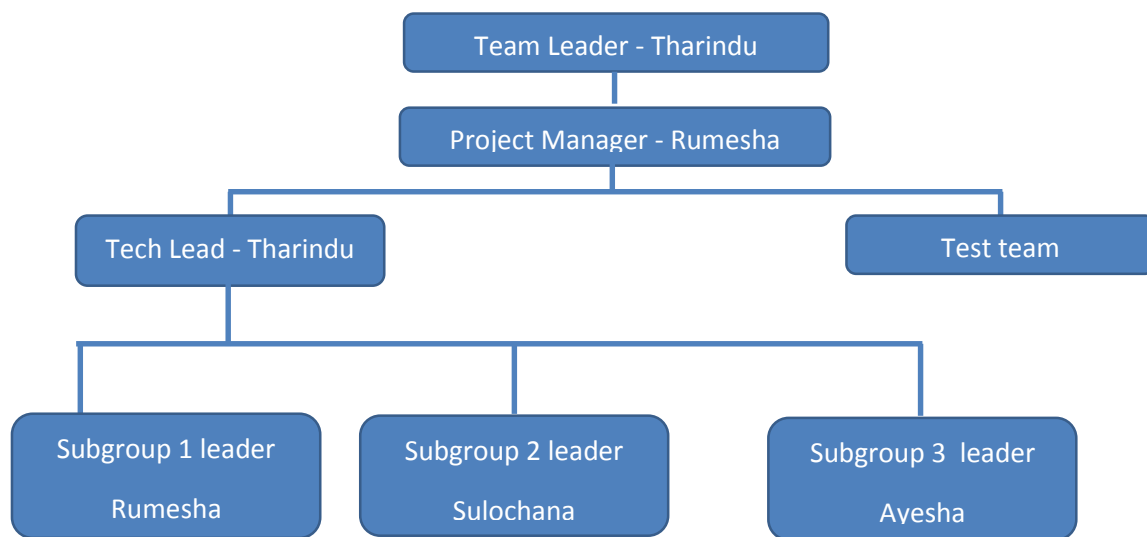 Team Leader - Tharindu
Project Manager - Rumesha
Tech Lead - Tharindu
Test team
Subgroup 1 leader
Rumesha
Subgroup 2 leader
Sulochana
Subgroup 3  leader
Ayesha